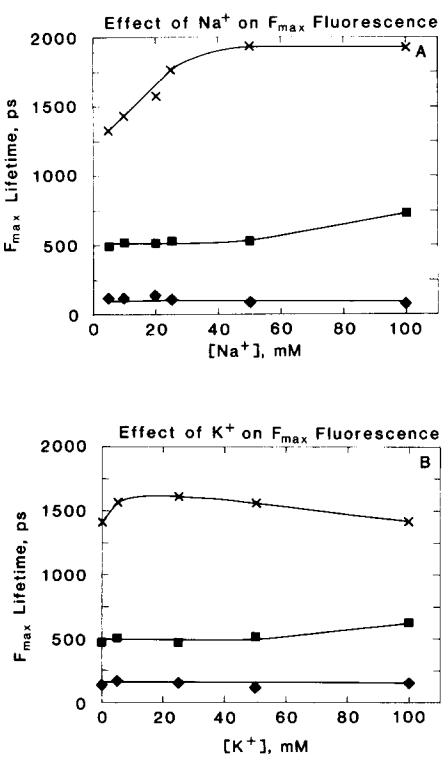 Effect of Na⁺ on Fmax Fluorescence
A
2000
1500
1000
500
0
Fmax Lifetime, ps
0 20 40 60 80 100
[Na⁺], mM
Effect of K⁺ on Fmax Fluorescence
B
2000
1500
1000
500
0
Fmax Lifetime, ps
0 20 40 60 80 100
[K⁺], mM